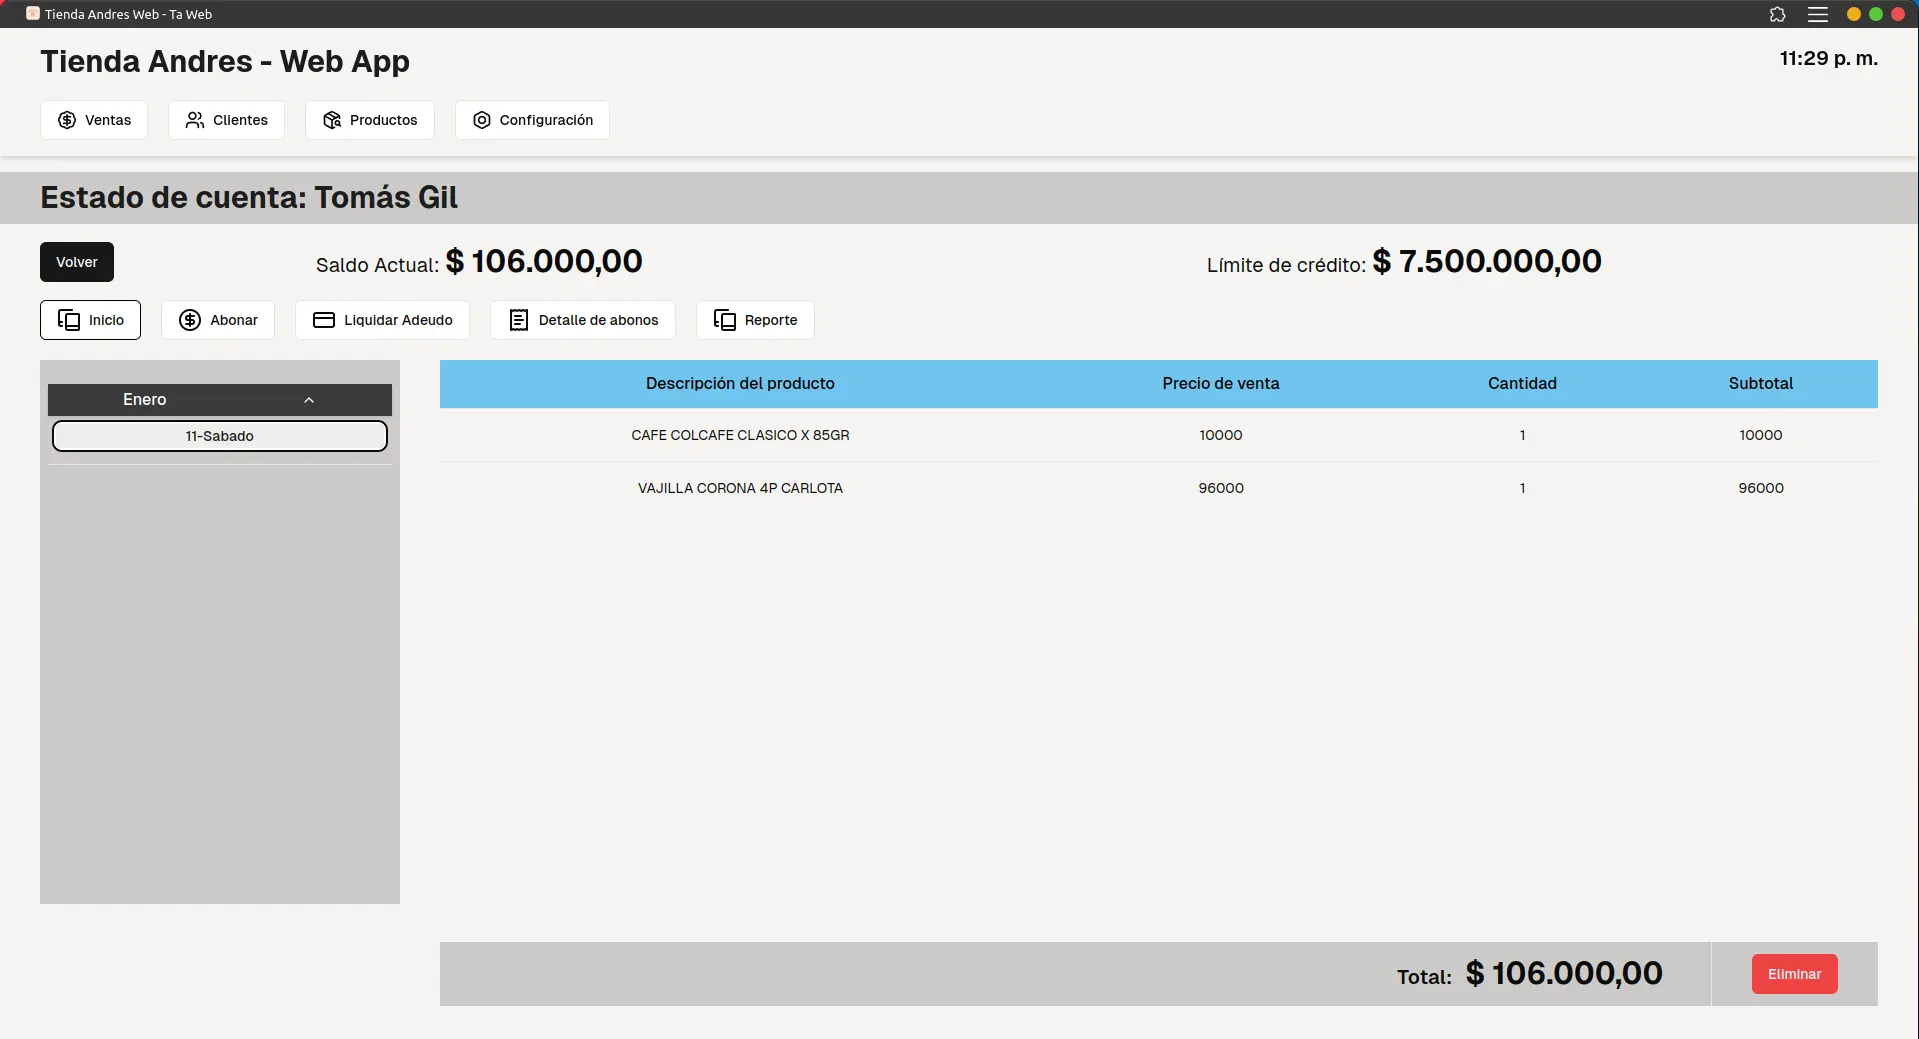 Tienda Andres Web - Ta Web
Tienda Andres - Web App
11:29 p. m.
Ventas
Clientes
Productos
Configuración
Estado de cuenta: Tomás Gil
Volver
Saldo Actual: $ 106.000,00
Límite de crédito: $ 7.500.000,00
Inicio
Abonar
Liquidar Adeudo
Detalle de abonos
Reporte
Enero
11-Sabado
Descripción del producto Precio de venta Cantidad Subtotal
CAFE COLCAFE CLASICO X 85GR 10000 1 10000
VAJILLA CORONA 4P CARLOTA 96000 1 96000
Total: $ 106.000,00
Eliminar